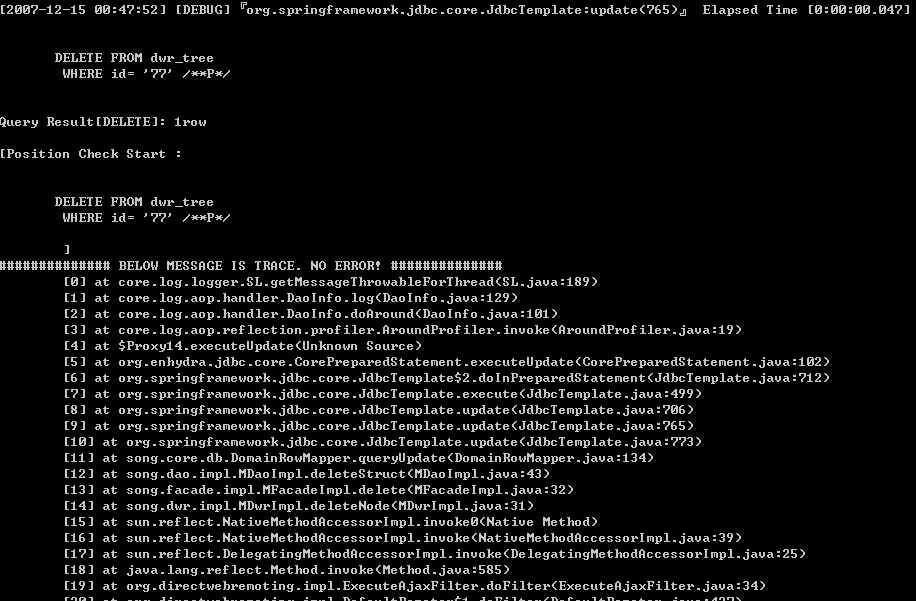 [2007-12-15 00:47:52] [DEBUG] 『org.springframework.jdbc.core.JdbcTemplate:update(765)』 Elapsed Time [0:00:00.047]
DELETE FROM dwr_tree
WHERE id= '77' /**P*/
Query Result[DELETE]: 1row
[Position Check Start :
DELETE FROM dwr_tree
WHERE id= '77' /**P*/
]
############## BELOW MESSAGE IS TRACE. NO ERROR! ##############
[0] at core.log.logger.SL.getMessageThrowableForThread(SL.java:189)
[1] at core.log.aop.handler.DaoInfo.log(DaoInfo.java:129)
[2] at core.log.aop.handler.DaoInfo.doAround(DaoInfo.java:101)
[3] at core.log.aop.reflection.profiler.AroundProfiler.invoke(AroundProfiler.java:19)
[4] at $Proxy14.executeUpdate(Unknown Source)
[5] at org.enhydra.jdbc.core.CorePreparedStatement.executeUpdate(CorePreparedStatement.java:102)
[6] at org.springframework.jdbc.core.JdbcTemplate$2.doInPreparedStatement(JdbcTemplate.java:712)
[7] at org.springframework.jdbc.core.JdbcTemplate.execute(JdbcTemplate.java:499)
[8] at org.springframework.jdbc.core.JdbcTemplate.update(JdbcTemplate.java:706)
[9] at org.springframework.jdbc.core.JdbcTemplate.update(JdbcTemplate.java:765)
[10] at org.springframework.jdbc.core.JdbcTemplate.update(JdbcTemplate.java:773)
[11] at song.core.db.DomainRowMapper.queryUpdate(DomainRowMapper.java:134)
[12] at song.dao.impl.MDaoImpl.deleteStruct(MDaoImpl.java:43)
[13] at song.facade.impl.MFacadeImpl.delete(MFacadeImpl.java:32)
[14] at song.dwr.impl.MDwrImpl.deleteNode(MDwrImpl.java:31)
[15] at sun.reflect.NativeMethodAccessorImpl.invoke0(Native Method)
[16] at sun.reflect.NativeMethodAccessorImpl.invoke(NativeMethodAccessorImpl.java:39)
[17] at sun.reflect.DelegatingMethodAccessorImpl.invoke(DelegatingMethodAccessorImpl.java:25)
[18] at java.lang.reflect.Method.invoke(Method.java:585)
[19] at org.directwebremoting.impl.ExecuteAjaxFilter.doFilter(ExecuteAjaxFilter.java:34)